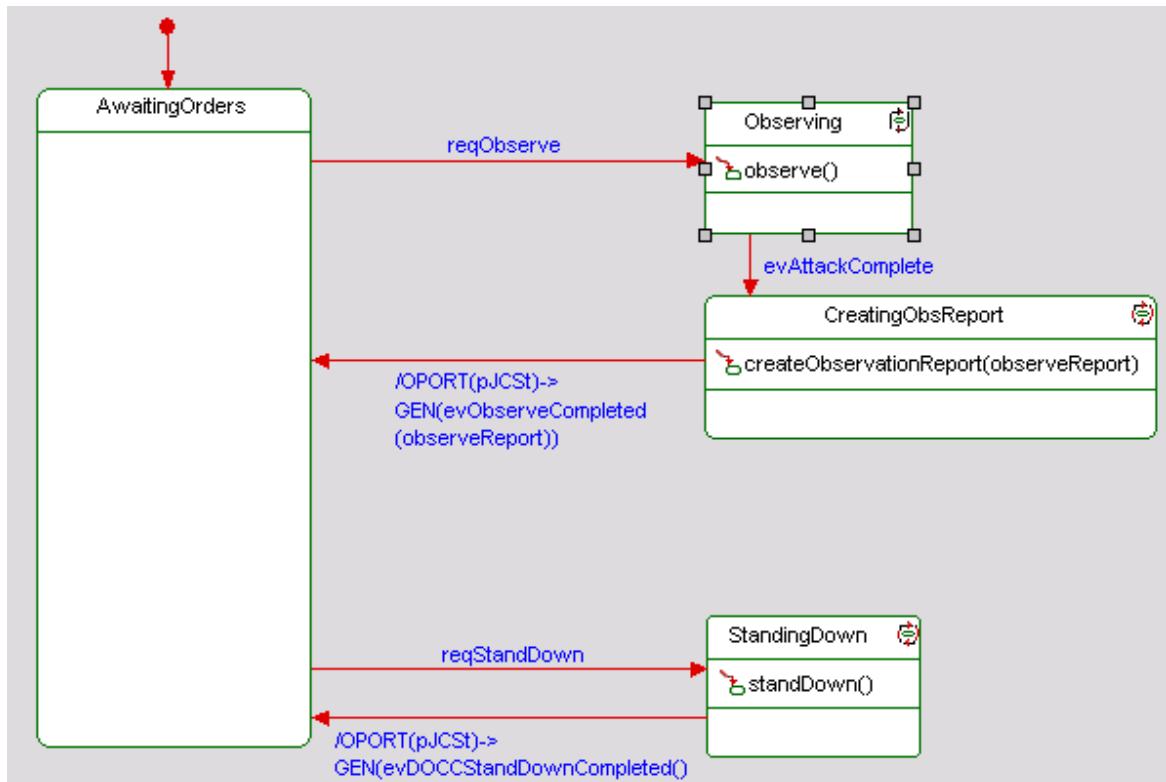 AwaitingOrders
reqObserve
Observing
observe()
evAttackComplete
CreatingObsReport
createObservationReport(observeReport)
/OPORT(pJCSt)->
GEN(evObserveCompleted
(observeReport))
reqStandDown
StandingDown
standDown()
/OPORT(pJCSt)->
GEN(evDOCCStandDownCompleted()